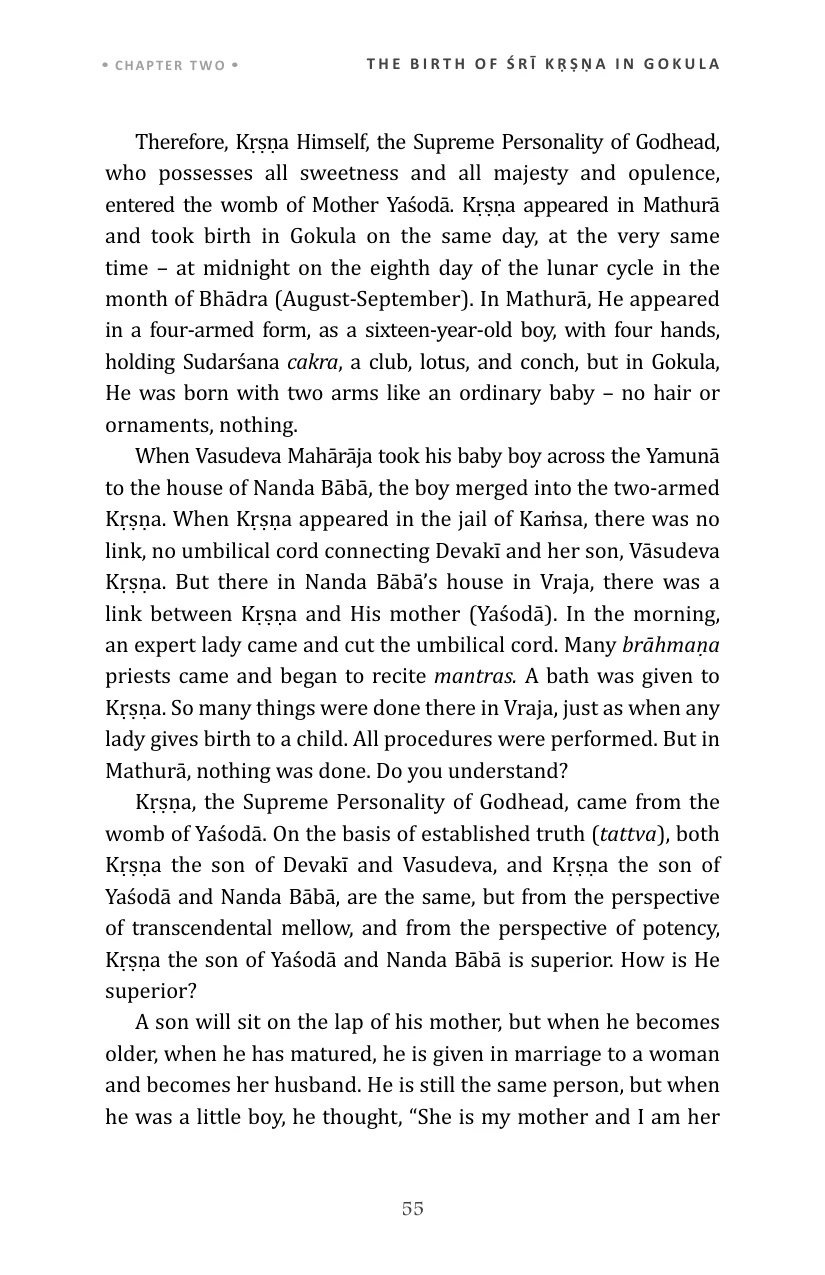 • CHAPTER TWO •
THE BIRTH OF ŚRĪ KṚṢṆA IN GOKULA
Therefore, Kṛṣṇa Himself, the Supreme Personality of Godhead,
who possesses all sweetness and all majesty and opulence,
entered the womb of Mother Yaśodā. Kṛṣṇa appeared in Mathurā
and took birth in Gokula on the same day, at the very same
time – at midnight on the eighth day of the lunar cycle in the
month of Bhādra (August-September). In Mathurā, He appeared
in a four-armed form, as a sixteen-year-old boy, with four hands,
holding Sudarśana cakra, a club, lotus, and conch, but in Gokula,
He was born with two arms like an ordinary baby – no hair or
ornaments, nothing.
When Vasudeva Mahārāja took his baby boy across the Yamunā
to the house of Nanda Bābā, the boy merged into the two-armed
Kṛṣṇa. When Kṛṣṇa appeared in the jail of Kaṁsa, there was no
link, no umbilical cord connecting Devakī and her son, Vāsudeva
Kṛṣṇa. But there in Nanda Bābā’s house in Vraja, there was a
link between Kṛṣṇa and His mother (Yaśodā). In the morning,
an expert lady came and cut the umbilical cord. Many brāhmaṇa
priests came and began to recite mantras. A bath was given to
Kṛṣṇa. So many things were done there in Vraja, just as when any
lady gives birth to a child. All procedures were performed. But in
Mathurā, nothing was done. Do you understand?
Kṛṣṇa, the Supreme Personality of Godhead, came from the
womb of Yaśodā. On the basis of established truth (tattva), both
Kṛṣṇa the son of Devakī and Vasudeva, and Kṛṣṇa the son of
Yaśodā and Nanda Bābā, are the same, but from the perspective
of transcendental mellow, and from the perspective of potency,
Kṛṣṇa the son of Yaśodā and Nanda Bābā is superior. How is He
superior?
A son will sit on the lap of his mother, but when he becomes
older, when he has matured, he is given in marriage to a woman
and becomes her husband. He is still the same person, but when
he was a little boy, he thought, “She is my mother and I am her
55